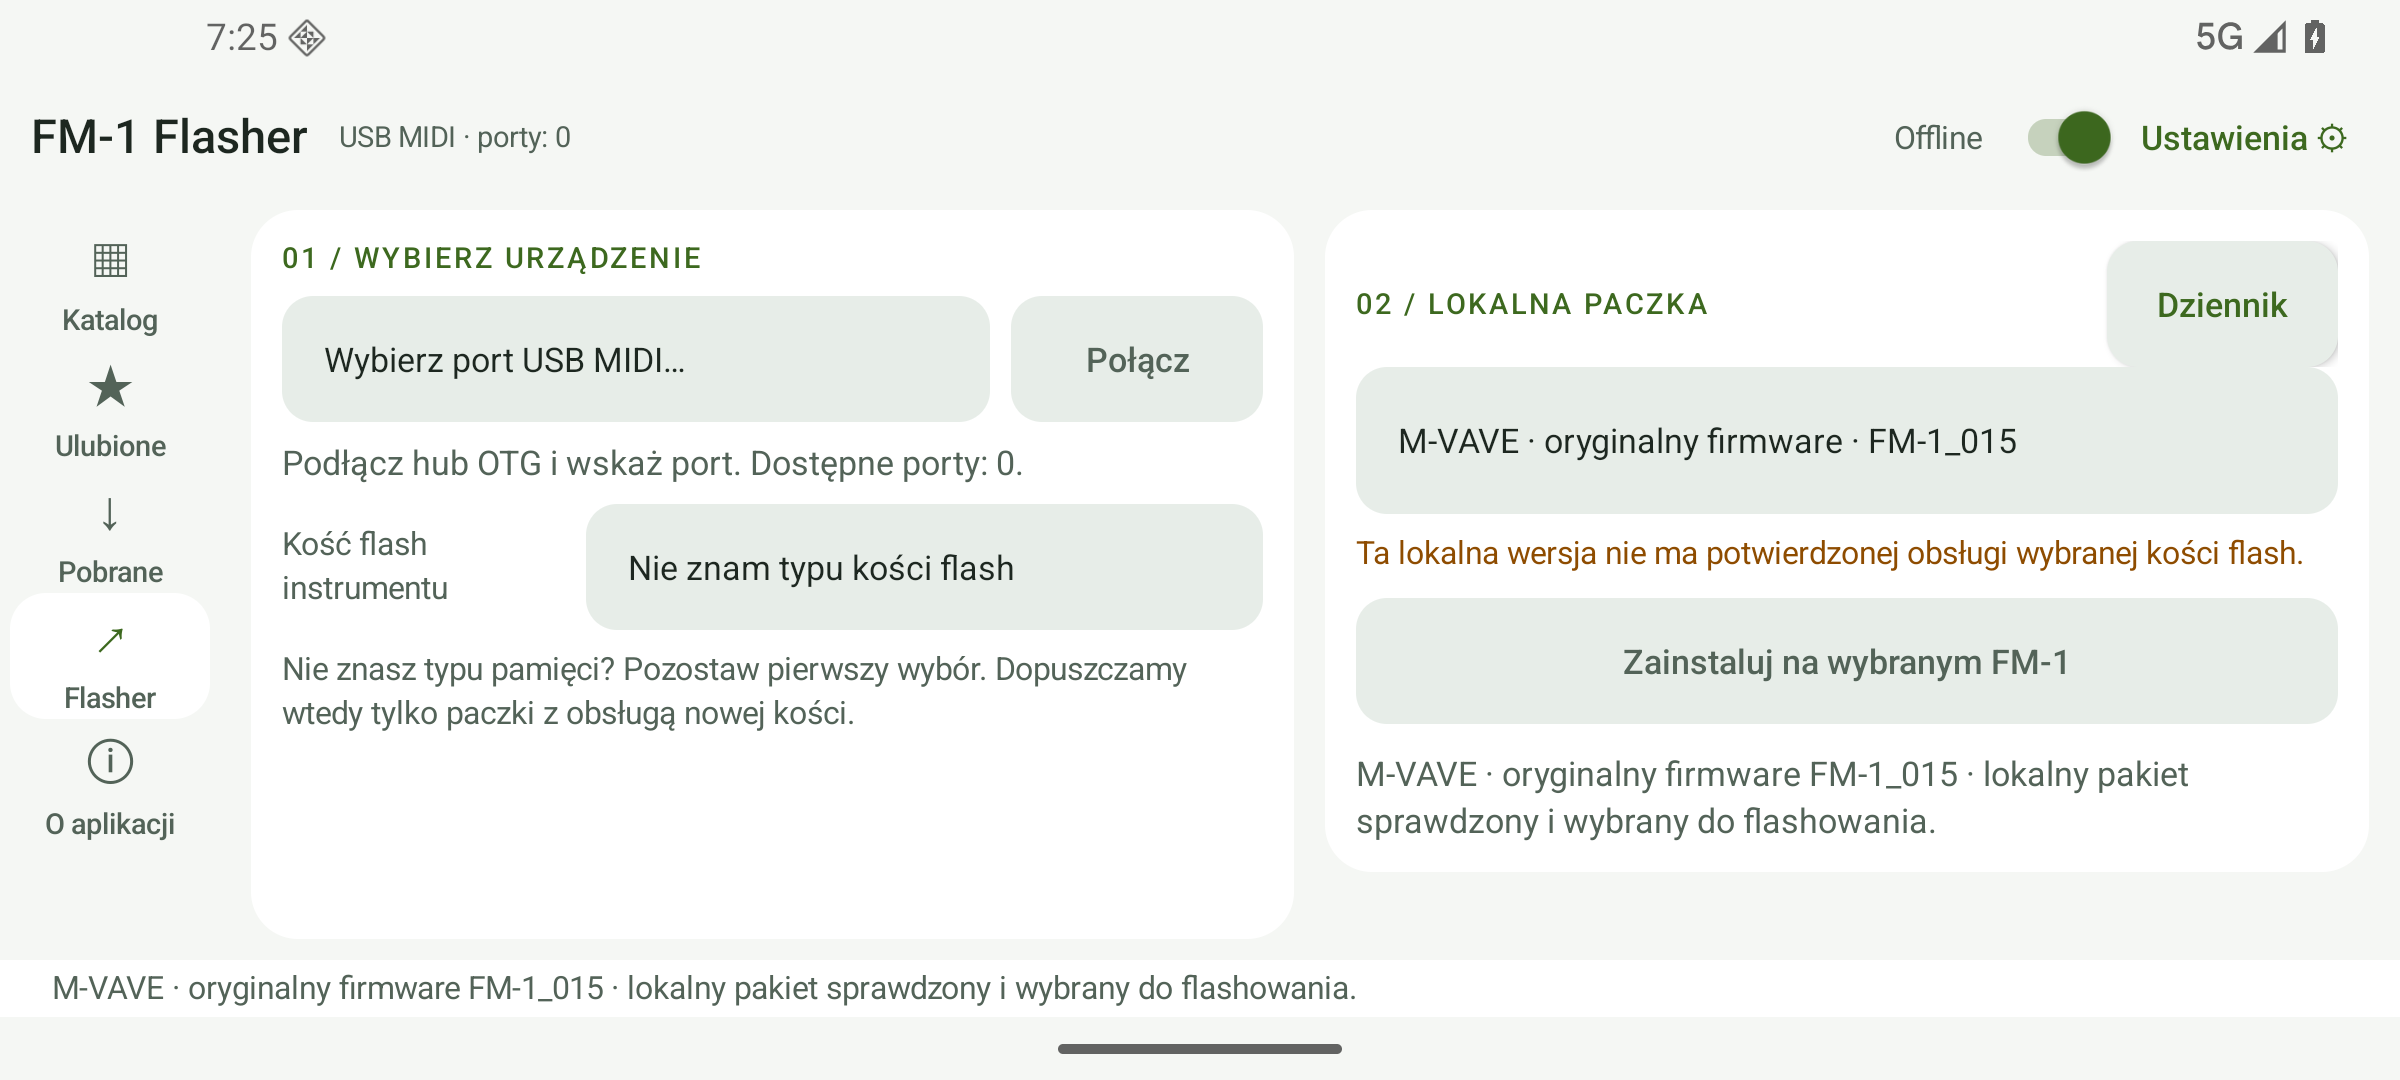 7:25
5G
FM-1 Flasher
USB MIDI · porty: 0
Offline
Ustawienia
Katalog
Ulubione
Pobrane
Flasher
O aplikacji
01 / WYBIERZ URZĄDZENIE
Wybierz port USB MIDI...
Połącz
Podłącz hub OTG i wskaż port. Dostępne porty: 0.
Kość flash
instrumentu
Nie znam typu kości flash
Nie znasz typu pamięci? Pozostaw pierwszy wybór. Dopuszczamy
wtedy tylko paczki z obsługą nowej kości.
02 / LOKALNA PACZKA
Dziennik
M-VAVE · oryginalny firmware · FM-1_015
Ta lokalna wersja nie ma potwierdzonej obsługi wybranej kości flash.
Zainstaluj na wybranym FM-1
M-VAVE · oryginalny firmware FM-1_015 · lokalny pakiet
sprawdzony i wybrany do flashowania.
M-VAVE · oryginalny firmware FM-1_015 · lokalny pakiet sprawdzony i wybrany do flashowania.